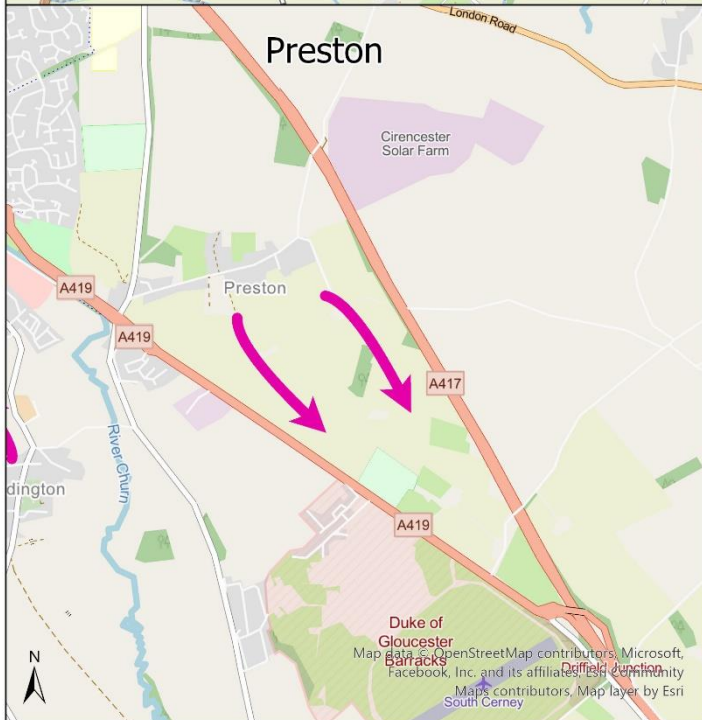 London Road
Preston
Cirencester
Solar Farm
A419
Preston
A419
A417
River Churn
dington
A419
N
Duke of
Gloucester
Barracks
Map data © OpenStreetMap contributors, Microsoft,
Facebook, Inc. and its affiliates, Esri Community
Maps contributors, Map layer by Esri
Driffield Junction
South Cerney